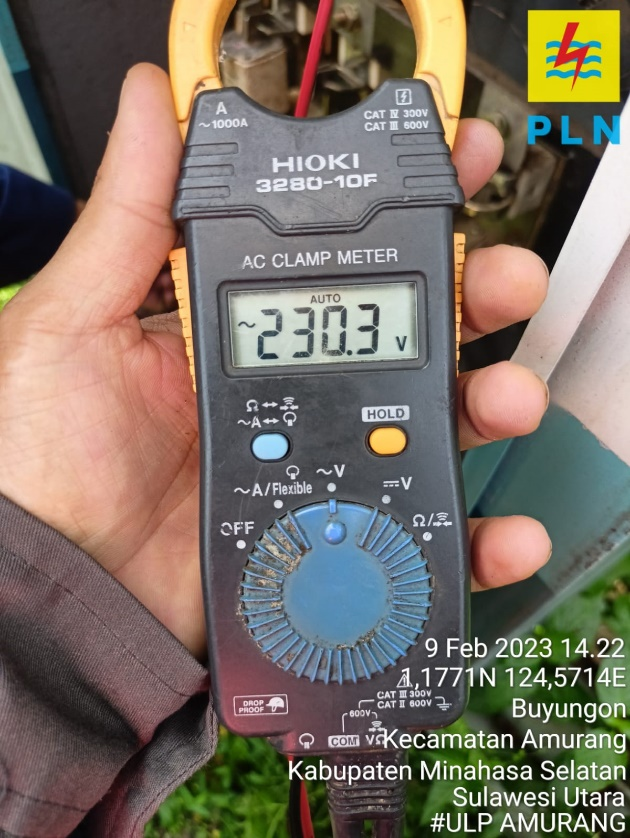 PLN
A
~1000A
CAT IV 300V
CAT III 600V
HIOKI
3280-10F
AC CLAMP METER
AUTO
~230.3 V
Ω↔
~A↔
HOLD
~A/Flexible
~V
⎓V
OFF
Ω/
DROP
PROOF
CAT III 300V
CAT II 600V
600V
COM
VΩ
9 Feb 2023 14.22
1,1771N 124,5714E
Buyungon
Kecamatan Amurang
Kabupaten Minahasa Selatan
Sulawesi Utara
#ULP AMURANG